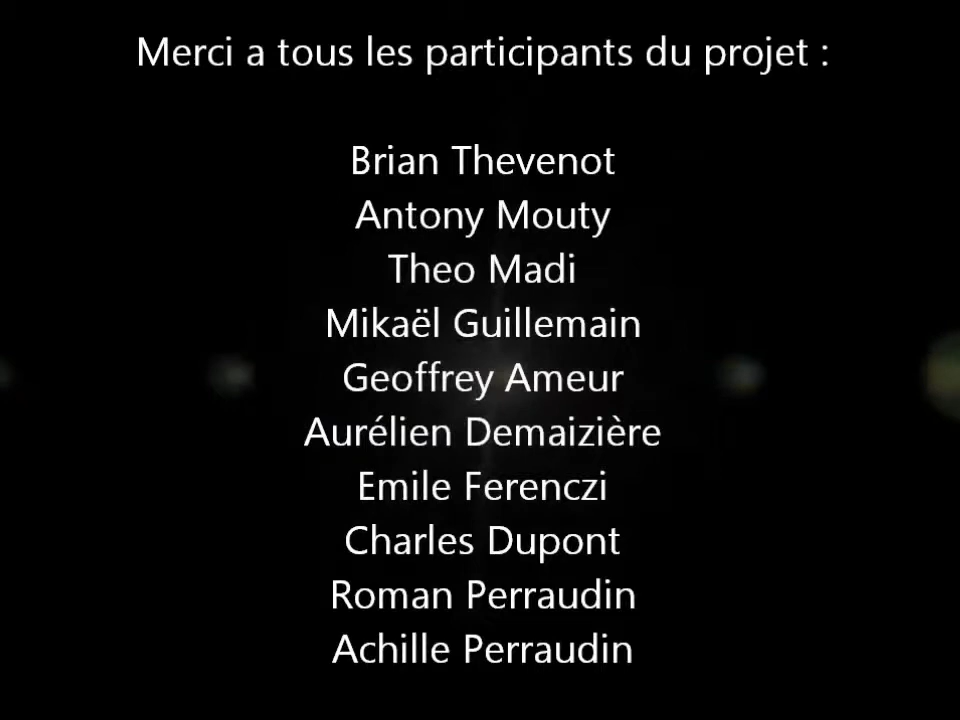 Merci a tous les participants du projet :
Brian Thevenot
Antony Mouty
Theo Madi
Mikaël Guillemain
Geoffrey Ameur
Aurélien Demaizière
Emile Ferenczi
Charles Dupont
Roman Perraudin
Achille Perraudin